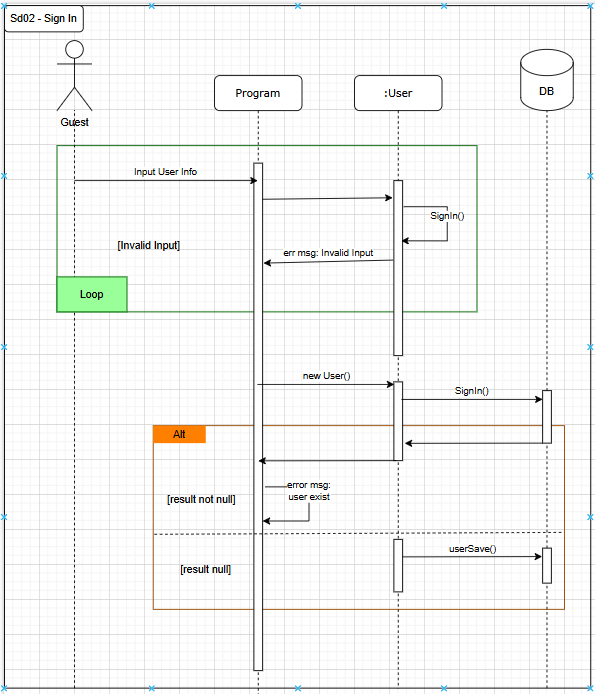 Sd02 - Sign In
Guest
Program
:User
DB
Input User Info
SignIn()
[Invalid Input]
err msg: Invalid Input
Loop
new User()
SignIn()
Alt
error msg:
user exist
[result not null]
userSave()
[result null]